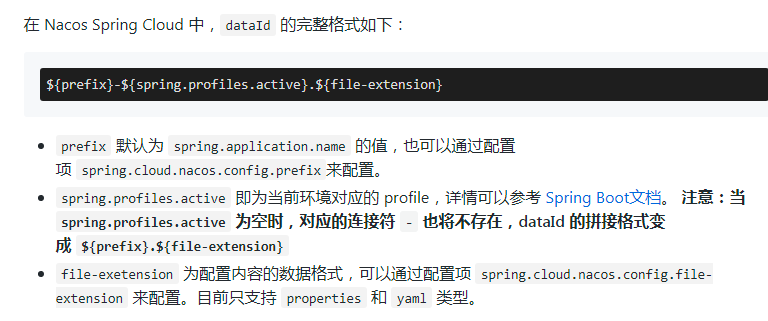 在 Nacos Spring Cloud 中，dataId 的完整格式如下：
${prefix}-${spring.profiles.active}.${file-extension}
• prefix 默认为 spring.application.name 的值，也可以通过配置
项 spring.cloud.nacos.config.prefix来配置。
• spring.profiles.active 即为当前环境对应的 profile，详情可以参考 Spring Boot文档。 注意：当
spring.profiles.active 为空时，对应的连接符 - 也将不存在，dataId 的拼接格式变
成 ${prefix}.${file-extension}
• file-exetension 为配置内容的数据格式，可以通过配置项 spring.cloud.nacos.config.file-
extension 来配置。目前只支持 properties 和 yaml 类型。